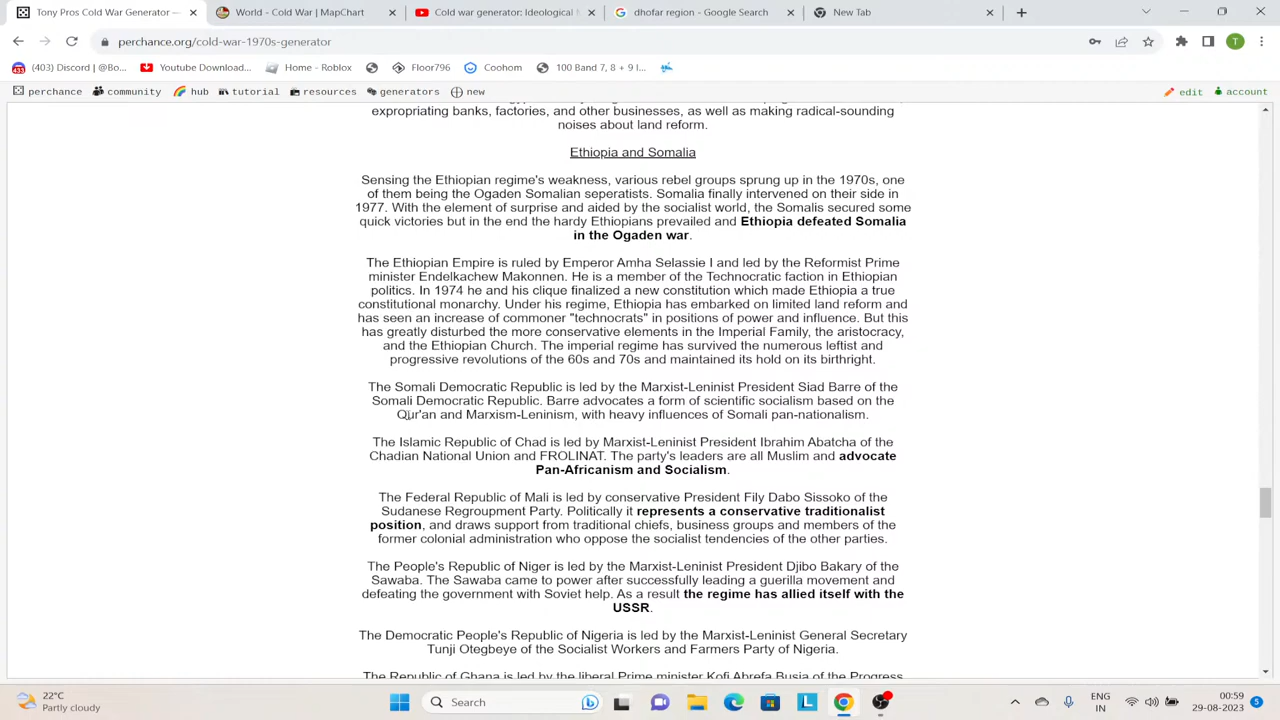 Tony Pros Cold War Generator —
World - Cold War | MapChart
Cold war generator: Ideological
dhofar region - Google Search
New Tab
perchance.org/cold-war-1970s-generator
T
(403) Discord | @Bo...
Youtube Download...
Home - Roblox
Floor796
Coohom
100 Band 7, 8 + 9 I...
perchance
community
hub
tutorial
resources
generators
new
edit
account
expropriating banks, factories, and other businesses, as well as making radical-sounding
noises about land reform.
Ethiopia and Somalia
Sensing the Ethiopian regime's weakness, various rebel groups sprung up in the 1970s, one
of them being the Ogaden Somalian seperatists. Somalia finally intervened on their side in
1977. With the element of surprise and aided by the socialist world, the Somalis secured some
quick victories but in the end the hardy Ethiopians prevailed and Ethiopia defeated Somalia
in the Ogaden war.
The Ethiopian Empire is ruled by Emperor Amha Selassie I and led by the Reformist Prime
minister Endelkachew Makonnen. He is a member of the Technocratic faction in Ethiopian
politics. In 1974 he and his clique finalized a new constitution which made Ethiopia a true
constitutional monarchy. Under his regime, Ethiopia has embarked on limited land reform and
has seen an increase of commoner "technocrats" in positions of power and influence. But this
has greatly disturbed the more conservative elements in the Imperial Family, the aristocracy,
and the Ethiopian Church. The imperial regime has survived the numerous leftist and
progressive revolutions of the 60s and 70s and maintained its hold on its birthright.
The Somali Democratic Republic is led by the Marxist-Leninist President Siad Barre of the
Somali Democratic Republic. Barre advocates a form of scientific socialism based on the
Qur'an and Marxism-Leninism, with heavy influences of Somali pan-nationalism.
The Islamic Republic of Chad is led by Marxist-Leninist President Ibrahim Abatcha of the
Chadian National Union and FROLINAT. The party's leaders are all Muslim and advocate
Pan-Africanism and Socialism.
The Federal Republic of Mali is led by conservative President Fily Dabo Sissoko of the
Sudanese Regroupment Party. Politically it represents a conservative traditionalist
position, and draws support from traditional chiefs, business groups and members of the
former colonial administration who oppose the socialist tendencies of the other parties.
The People's Republic of Niger is led by the Marxist-Leninist President Djibo Bakary of the
Sawaba. The Sawaba came to power after successfully leading a guerilla movement and
defeating the government with Soviet help. As a result the regime has allied itself with the
USSR.
The Democratic People's Republic of Nigeria is led by the Marxist-Leninist General Secretary
Tunji Otegbeye of the Socialist Workers and Farmers Party of Nigeria.
The Republic of Ghana is led by the liberal Prime minister Kofi Abrefa Busia of the Progress
22°C
Partly cloudy
Search
ENG
IN
00:59
29-08-2023
5